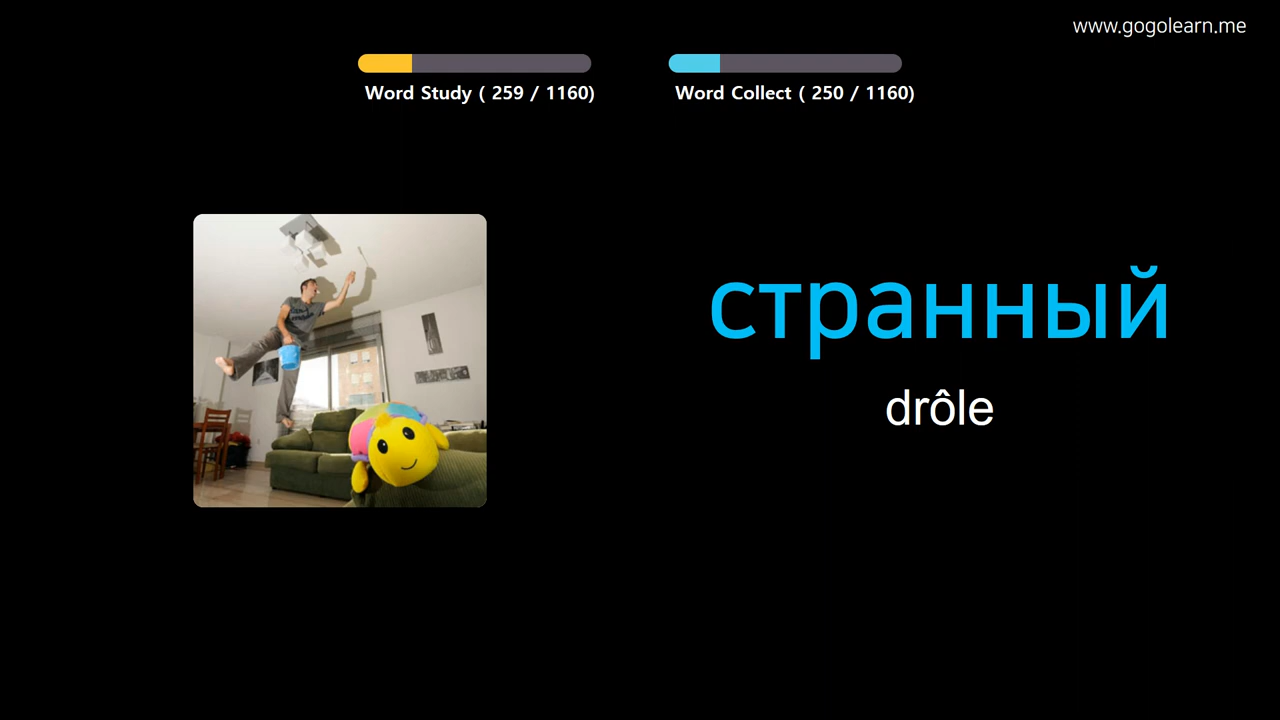 www.gogolearn.me
Word Study ( 259 / 1160)
Word Collect ( 250 / 1160)
странный
drôle